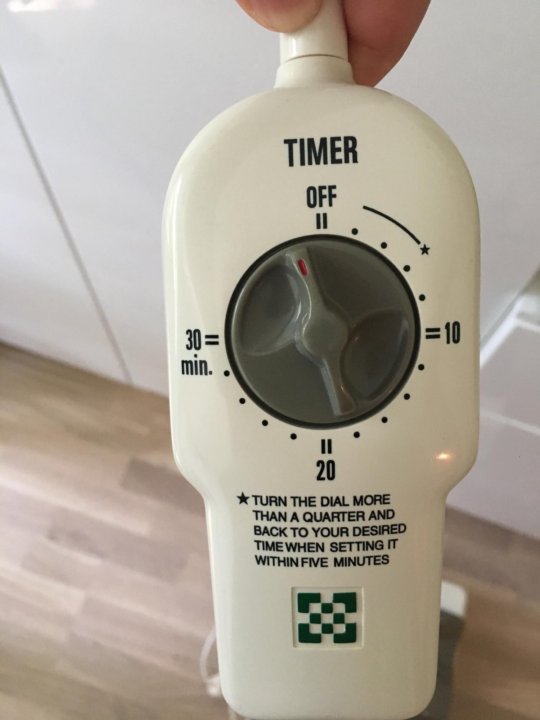 TIMER
OFF
30
10
min.
20
★ TURN THE DIAL MORE
THAN A QUARTER AND
BACK TO YOUR DESIRED
TIME WHEN SETTING IT
WITHIN FIVE MINUTES